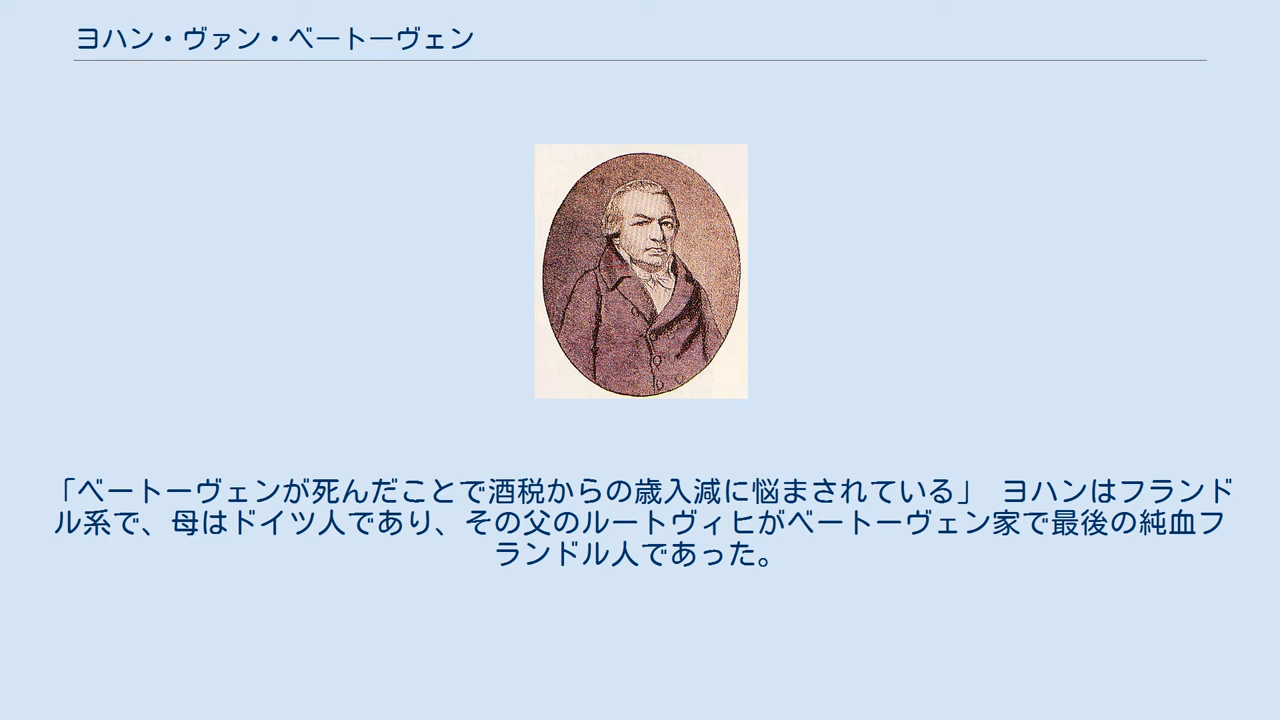 ヨハン・ヴァン・ベートーヴェン
「ベートーヴェンが死んだことで酒税からの歳入減に悩まされている」 ヨハンはフランド
ル系で、母はドイツ人であり、その父のルートヴィヒがベートーヴェン家で最後の純血フ
ランドル人であった。